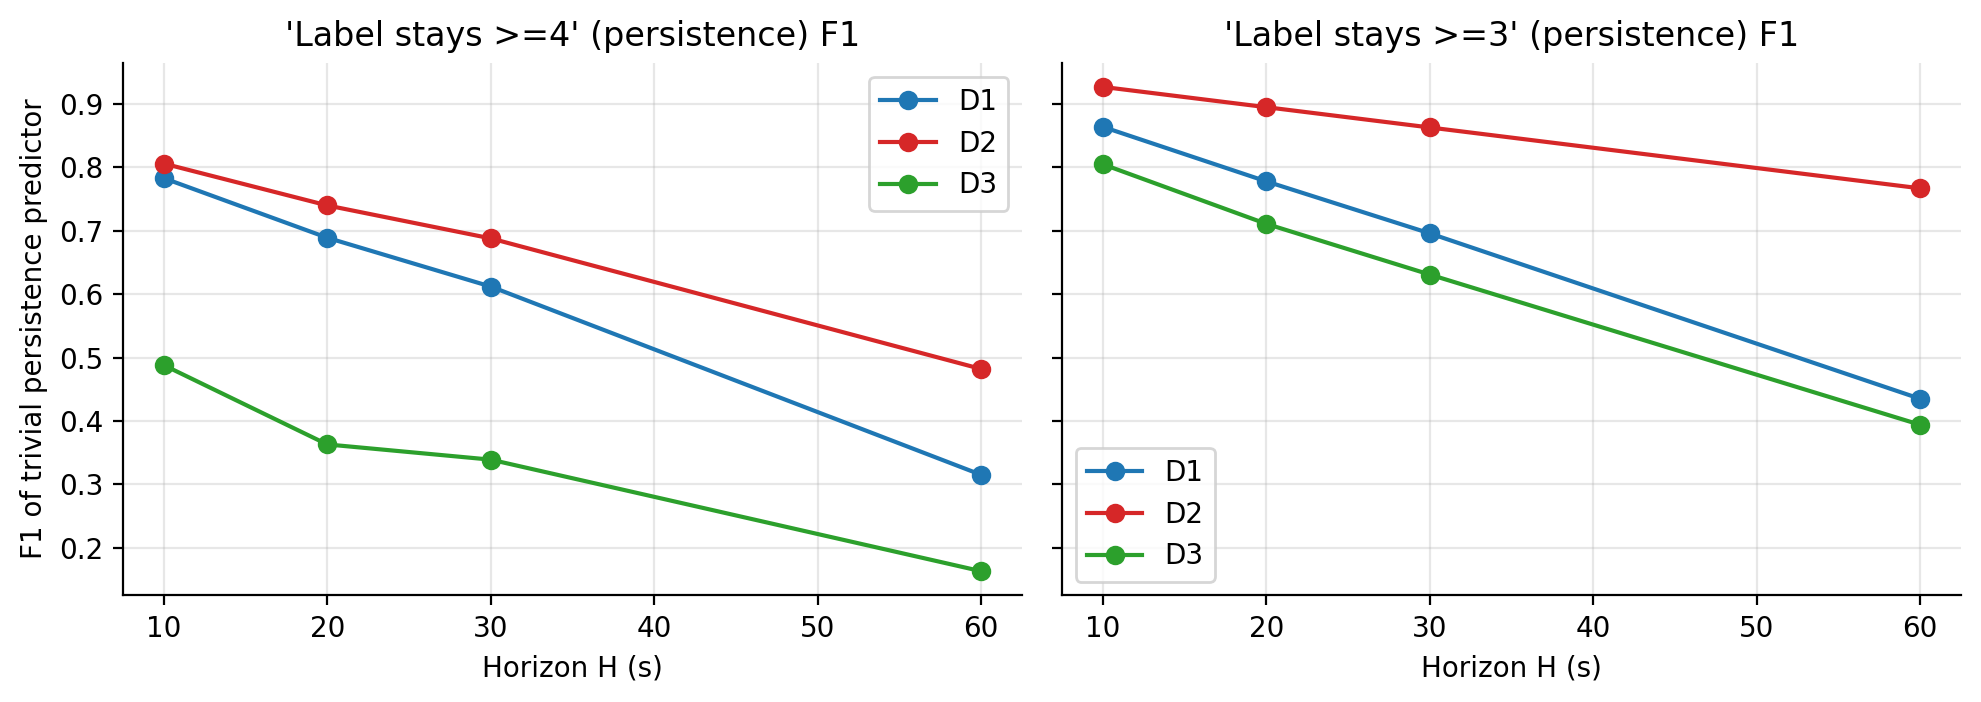 'Label stays >=4' (persistence) F1
F1 of trivial persistence predictor
0.9
0.8
0.7
0.6
0.5
0.4
0.3
0.2
D1
D2
D3
10 20 30 40 50 60
Horizon H (s)
'Label stays >=3' (persistence) F1
D1
D2
D3
10 20 30 40 50 60
Horizon H (s)